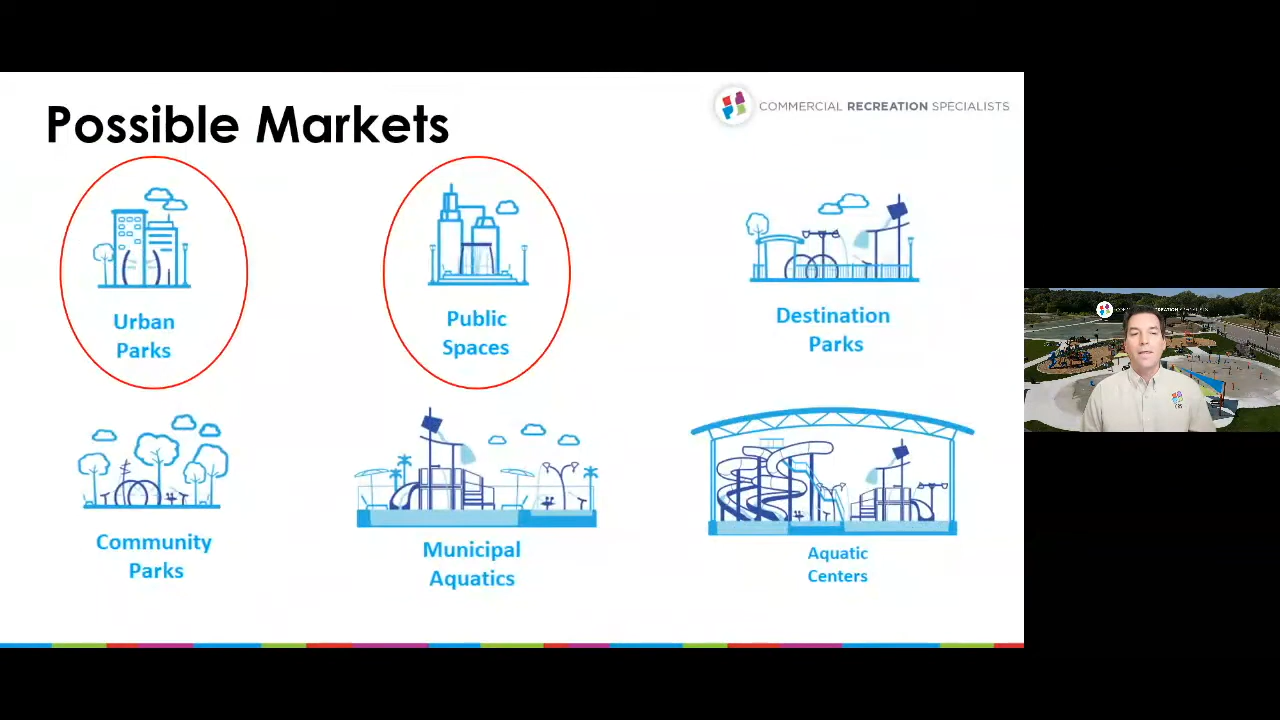 Possible Markets
COMMERCIAL RECREATION SPECIALISTS
Urban
Parks
Public
Spaces
Destination
Parks
Community
Parks
Municipal
Aquatics
Aquatic
Centers